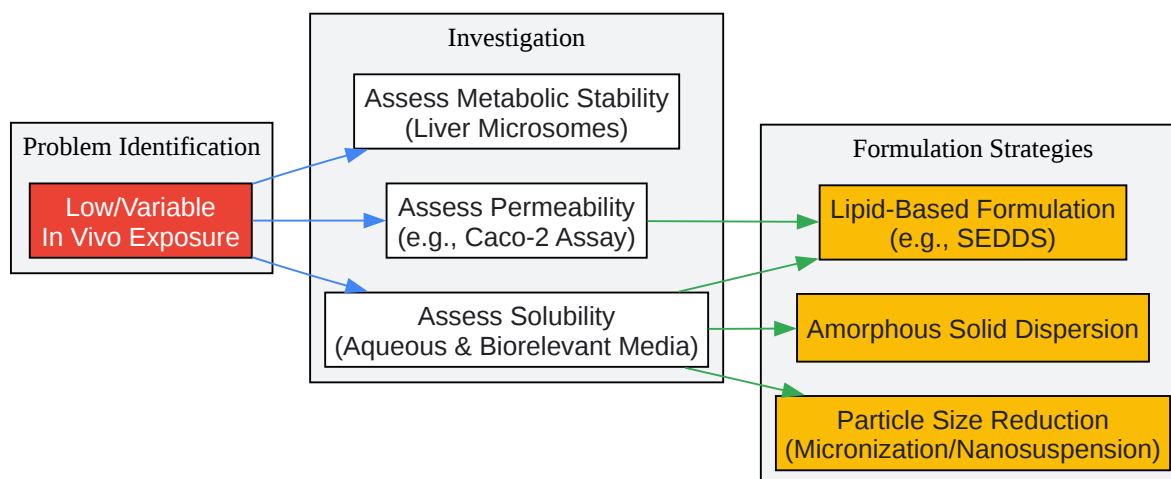 Problem Identification
Low/Variable
In Vivo Exposure
Investigation
Assess Metabolic Stability
(Liver Microsomes)
Assess Permeability
(e.g., Caco-2 Assay)
Assess Solubility
(Aqueous & Biorelevant Media)
Formulation Strategies
Lipid-Based Formulation
(e.g., SEDDS)
Amorphous Solid Dispersion
Particle Size Reduction
(Micronization/Nanosuspension)